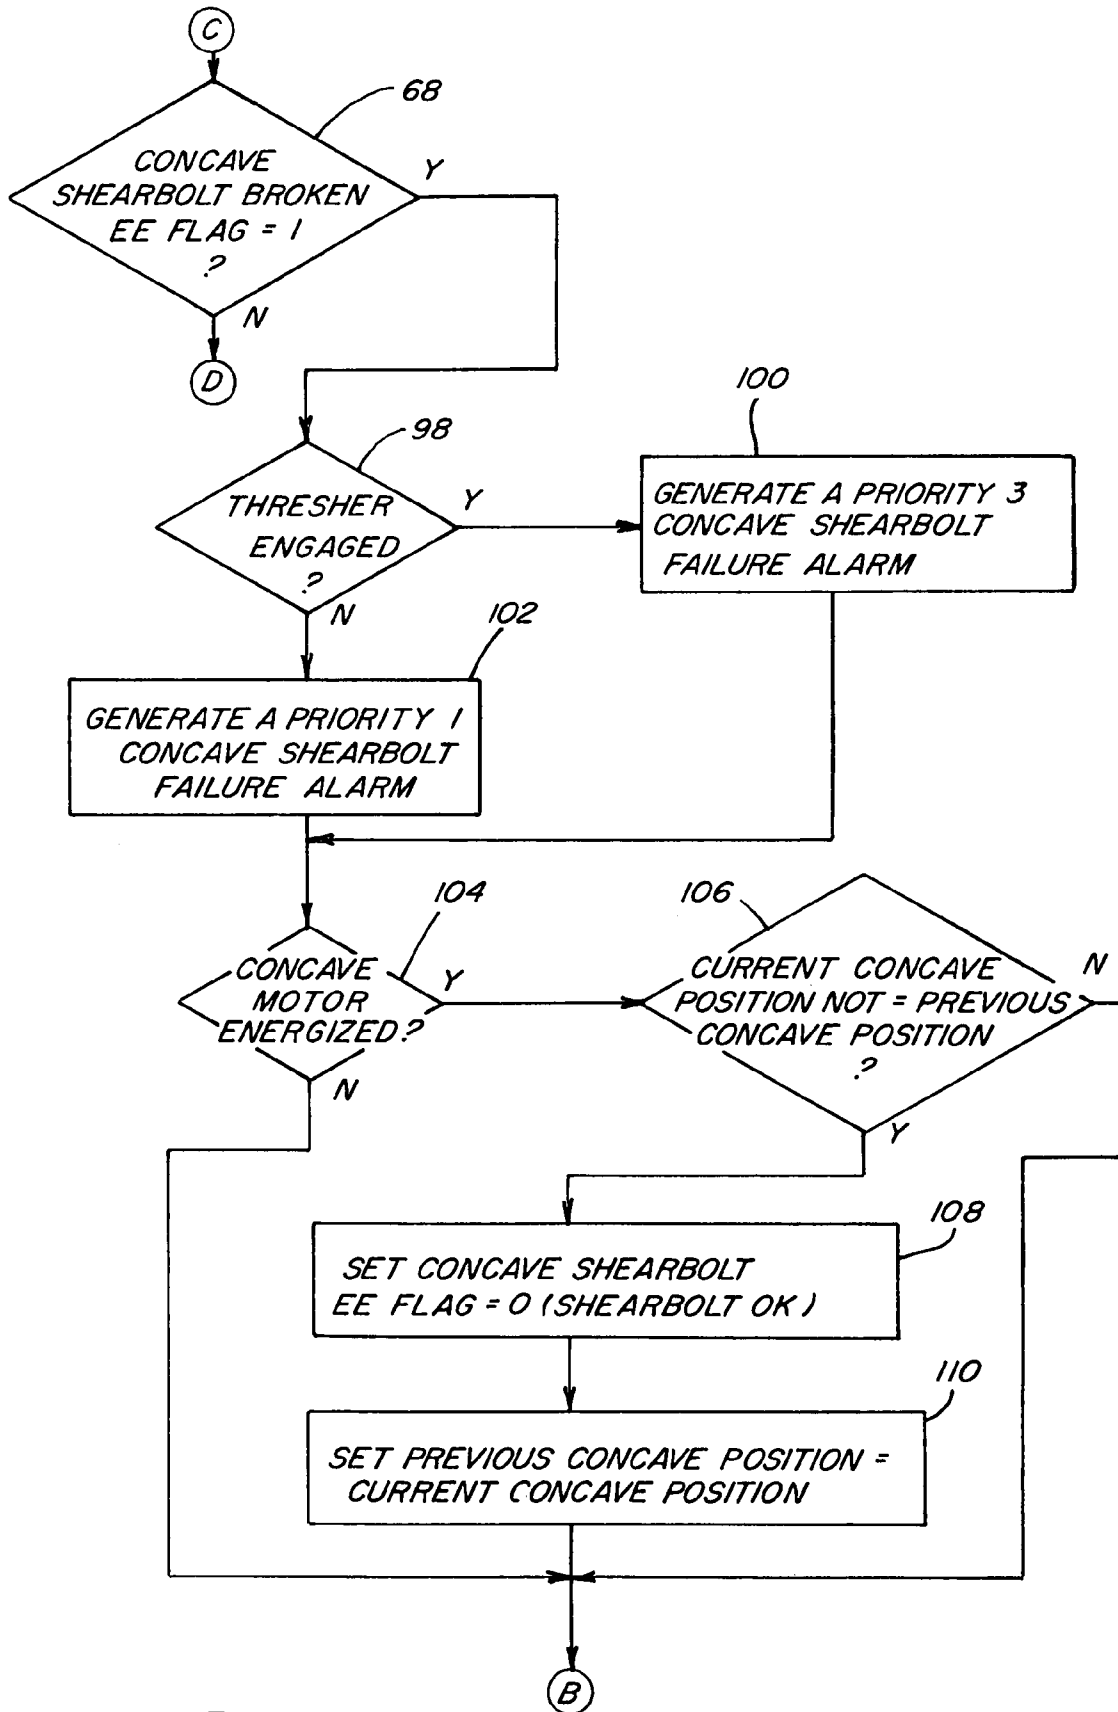 C
68
CONCAVE
SHEARBOLT BROKEN
EE FLAG = 1
?
Y
N
D
98
THRESHER
ENGAGED
?
Y
N
100
GENERATE A PRIORITY 3
CONCAVE SHEARBOLT
FAILURE ALARM
102
GENERATE A PRIORITY 1
CONCAVE SHEARBOLT
FAILURE ALARM
104
CONCAVE
MOTOR
ENERGIZED?
Y
N
106
CURRENT CONCAVE
POSITION NOT = PREVIOUS
CONCAVE POSITION
?
N
Y
108
SET CONCAVE SHEARBOLT
EE FLAG = 0 (SHEARBOLT OK)
110
SET PREVIOUS CONCAVE POSITION =
CURRENT CONCAVE POSITION
B